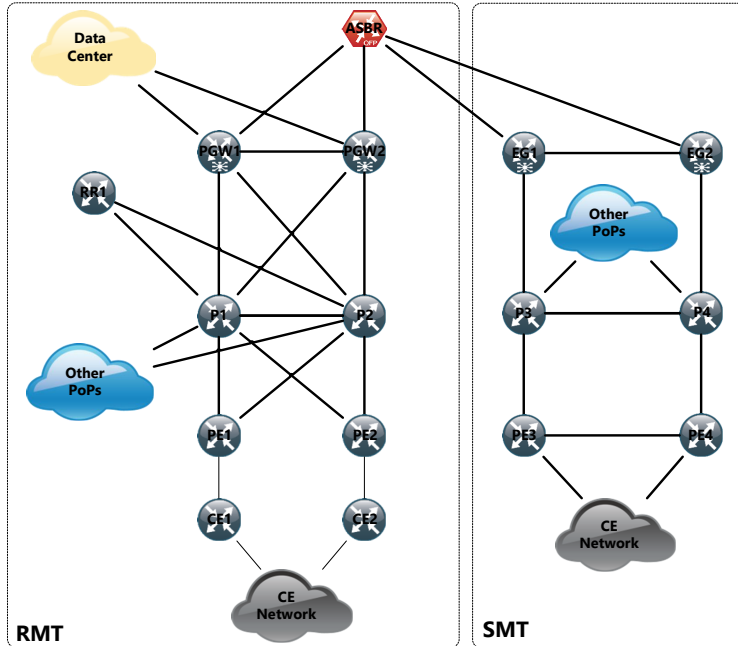 Data
Center
ASBR
OFP
PGW1
PGW2
EG1
EG2
RR1
Other
PoPs
P1
P2
P3
P4
Other
PoPs
PE1
PE2
PE3
PE4
CE1
CE2
CE
Network
CE
Network
RMT
SMT